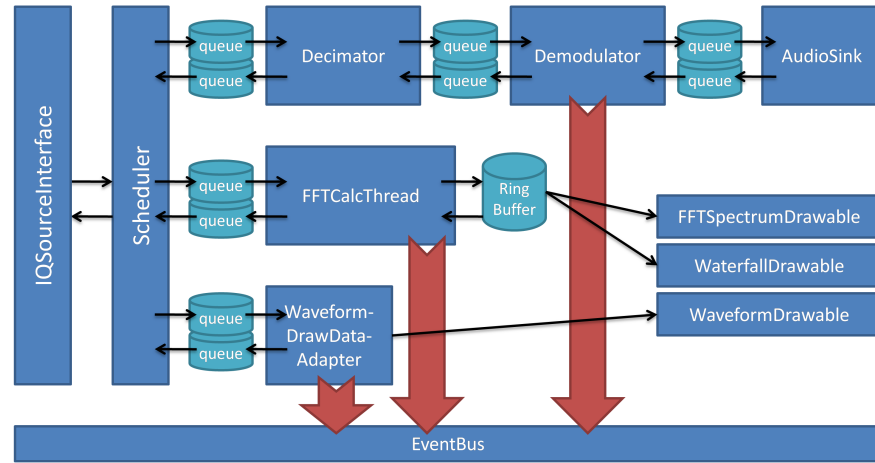 IQSourceInterface
Scheduler
queue
queue
Decimator
queue
queue
Demodulator
queue
queue
AudioSink
queue
queue
FFTCalcThread
Ring
Buffer
FFTSpectrumDrawable
WaterfallDrawable
WaveformDrawable
queue
queue
Waveform-
DrawData-
Adapter
EventBus